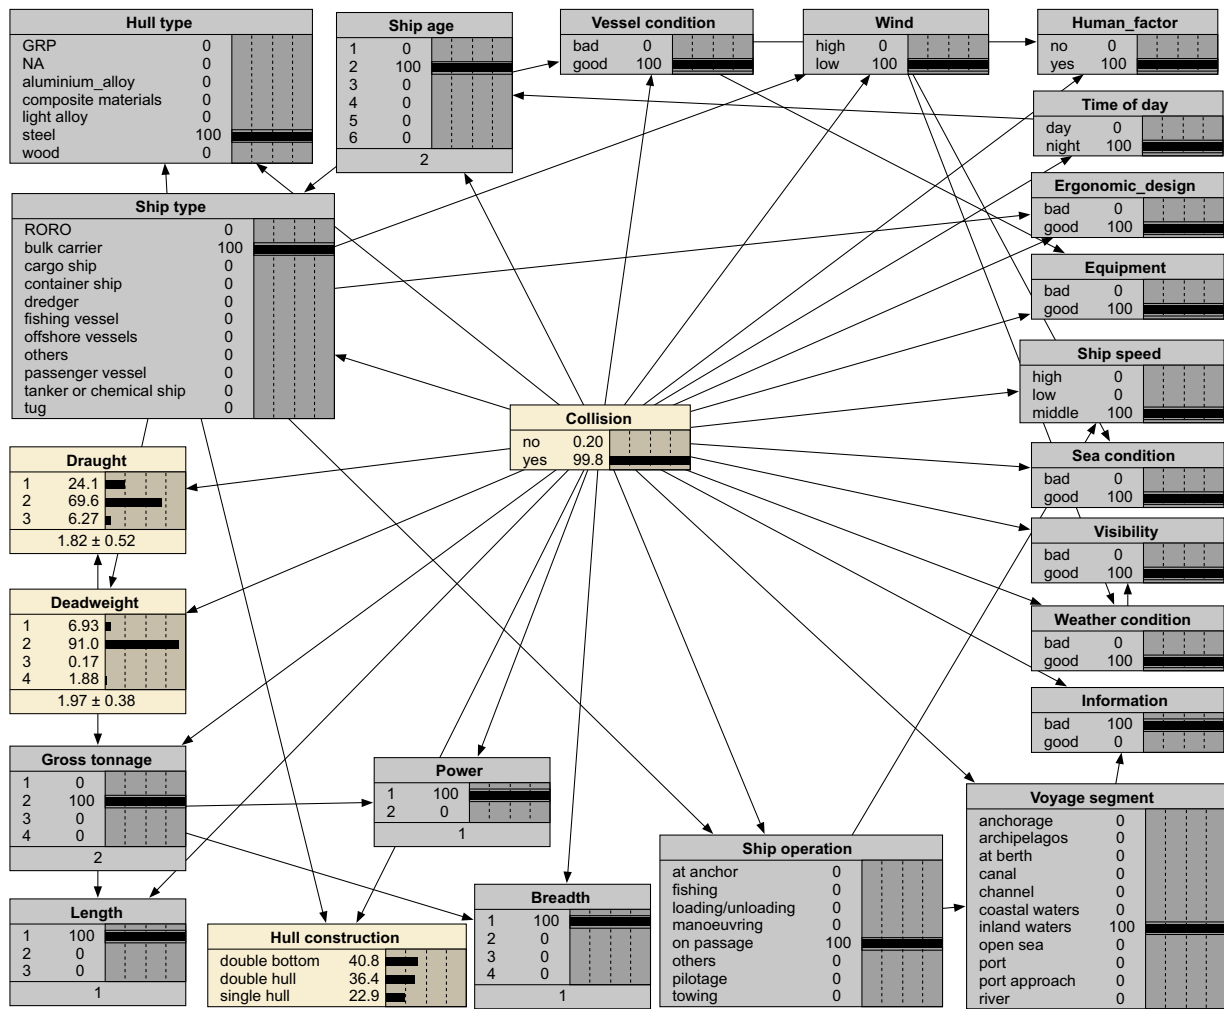 Hull type
GRP 0
NA 0
aluminium_alloy 0
composite materials 0
light alloy 0
steel 100
wood 0
Ship age
1 0
2 100
3 0
4 0
5 0
6 0
2
Vessel condition
bad 0
good 100
Wind
high 0
low 100
Human_factor
no 0
yes 100
Time of day
day 0
night 100
Ergonomic_design
bad 0
good 100
Equipment
bad 0
good 100
Ship speed
high 0
low 0
middle 100
Sea condition
bad 0
good 100
Visibility
bad 0
good 100
Weather condition
bad 0
good 100
Information
bad 100
good 0
Ship type
RORO 0
bulk carrier 100
cargo ship 0
container ship 0
dredger 0
fishing vessel 0
offshore vessels 0
others 0
passenger vessel 0
tanker or chemical ship 0
tug 0
Collision
no 0.20
yes 99.8
Draught
1 24.1
2 69.6
3 6.27
1.82 ± 0.52
Deadweight
1 6.93
2 91.0
3 0.17
4 1.88
1.97 ± 0.38
Gross tonnage
1 0
2 100
3 0
4 0
2
Length
1 100
2 0
3 0
1
Hull construction
double bottom 40.8
double hull 36.4
single hull 22.9
Power
1 100
2 0
1
Breadth
1 100
2 0
3 0
4 0
1
Ship operation
at anchor 0
fishing 0
loading/unloading 0
manoeuvring 0
on passage 100
others 0
pilotage 0
towing 0
Voyage segment
anchorage 0
archipelagos 0
at berth 0
canal 0
channel 0
coastal waters 0
inland waters 100
open sea 0
port 0
port approach 0
river 0